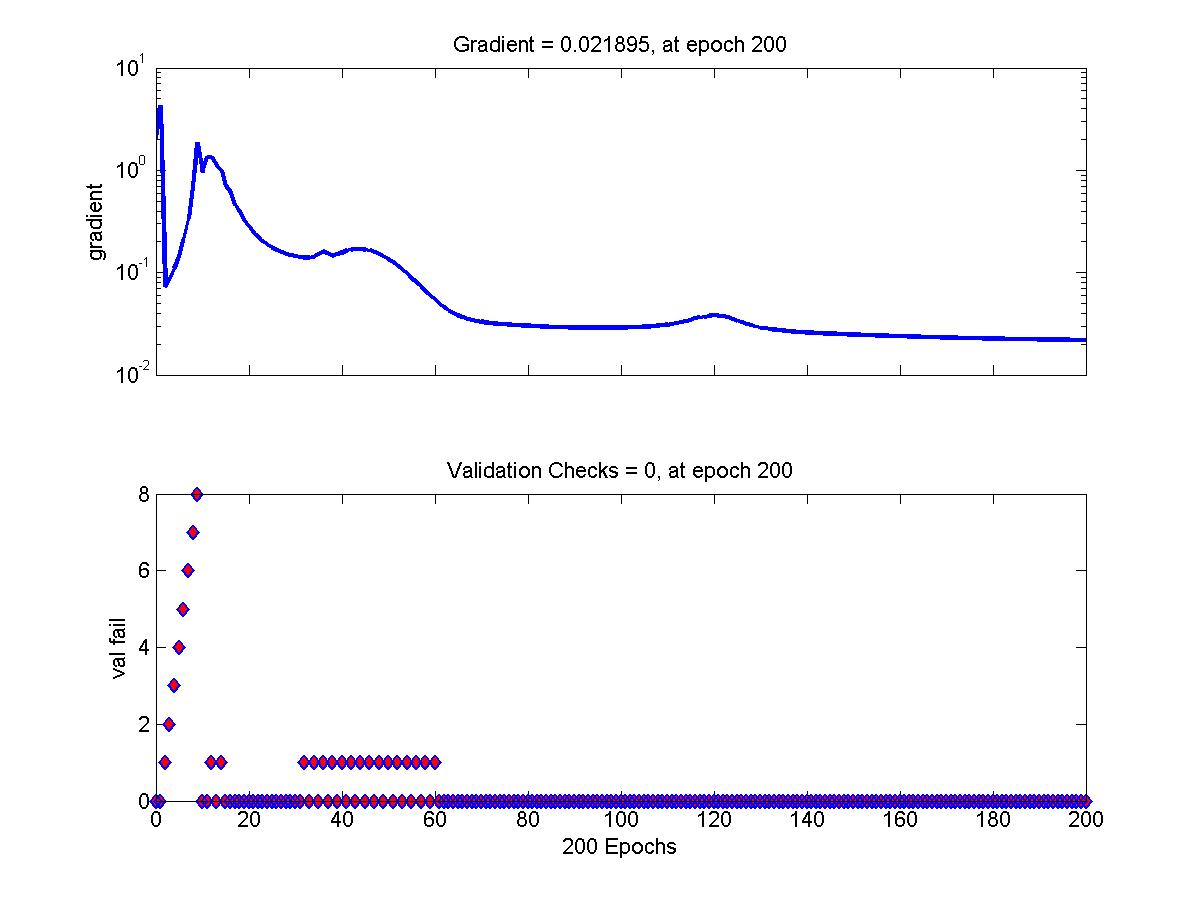 Gradient = 0.021895, at epoch 200
10^1
10^0
10^-1
10^-2
gradient
Validation Checks = 0, at epoch 200
8
6
4
2
0
val fail
0 20 40 60 80 100 120 140 160 180 200
200 Epochs